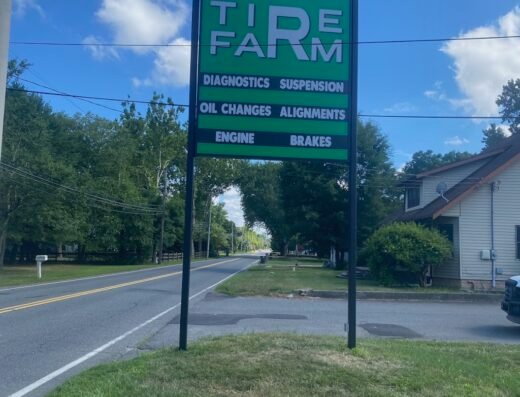 TIRE
FARM
DIAGNOSTICS SUSPENSION
OIL CHANGES ALIGNMENTS
ENGINE BRAKES